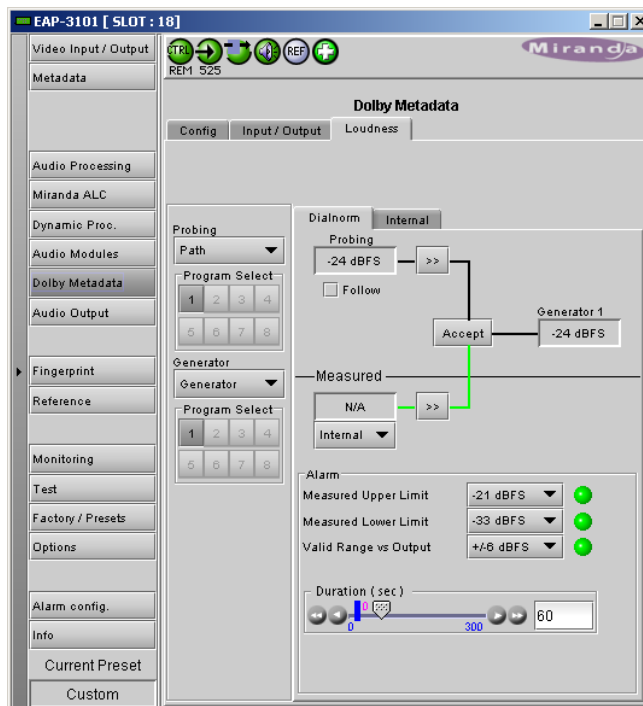 EAP-3101 [ SLOT : 18]
Video Input / Output
Metadata
Audio Processing
Miranda ALC
Dynamic Proc.
Audio Modules
Dolby Metadata
Audio Output
Fingerprint
Reference
Monitoring
Test
Factory / Presets
Options
Alarm config.
Info
Current Preset
Custom
CTRL
REF
REM 525
Miranda
Dolby Metadata
Config
Input / Output
Loudness
Probing
Path
Program Select
1 2 3 4
5 6 7 8
Generator
Generator
Program Select
1 2 3 4
5 6 7 8
Dialnorm
Internal
Probing
-24 dBFS
>>
Follow
Accept
Generator 1
-24 dBFS
Measured
N/A
>>
Internal
Alarm
Measured Upper Limit
-21 dBFS
Measured Lower Limit
-33 dBFS
Valid Range vs Output
+/-6 dBFS
Duration ( sec )
0
0
300
60